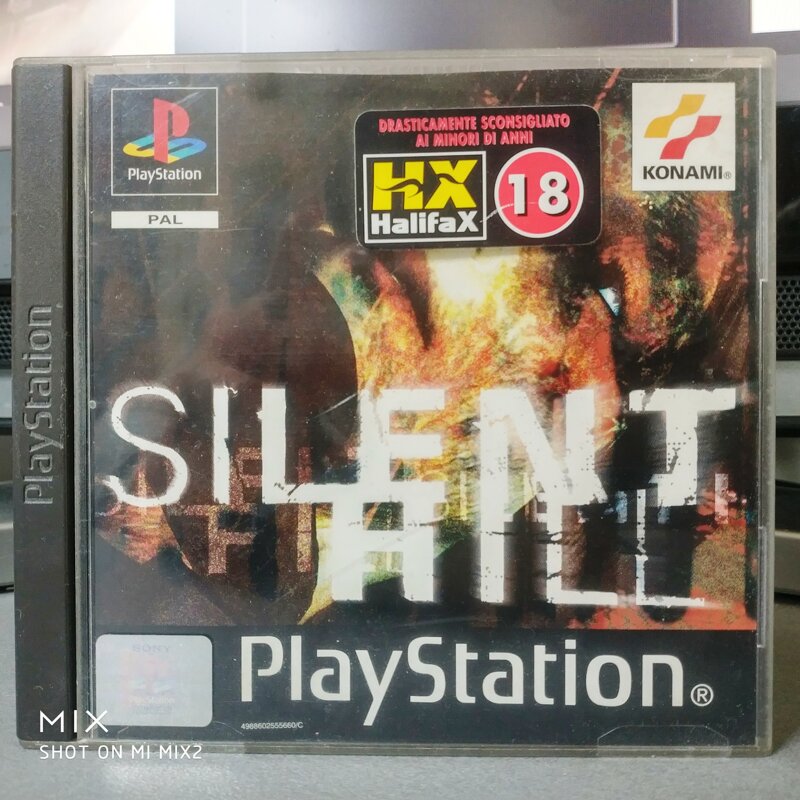 PlayStation
PlayStation
PAL
DRASTICAMENTE SCONSIGLIATO
AI MINORI DI ANNI
HX
HalifaX
18
KONAMI®
SILENT
HILL
SONY
PlayStation®
4988602555660/C
MIX
SHOT ON MI MIX2